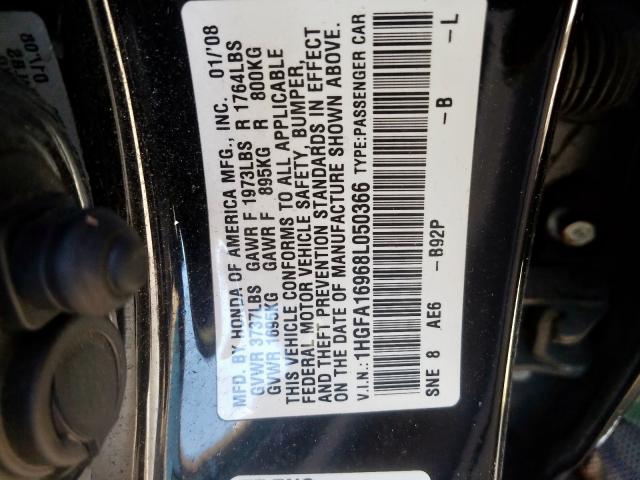 MFD. BY HONDA OF AMERICA MFG., INC. 01/'08
GVWR 3737LBS GAWR F 1973LBS R 1764LBS
GVWR 1695KG GAWR F 895KG R 800KG
THIS VEHICLE CONFORMS TO ALL APPLICABLE
FEDERAL MOTOR VEHICLE SAFETY, BUMPER,
AND THEFT PREVENTION STANDARDS IN EFFECT
ON THE DATE OF MANUFACTURE SHOWN ABOVE.
V.I.N.: 1HGFA16968L050366 TYPE:PASSENGER CAR
SNE 8 AE6 -B92P -B -L